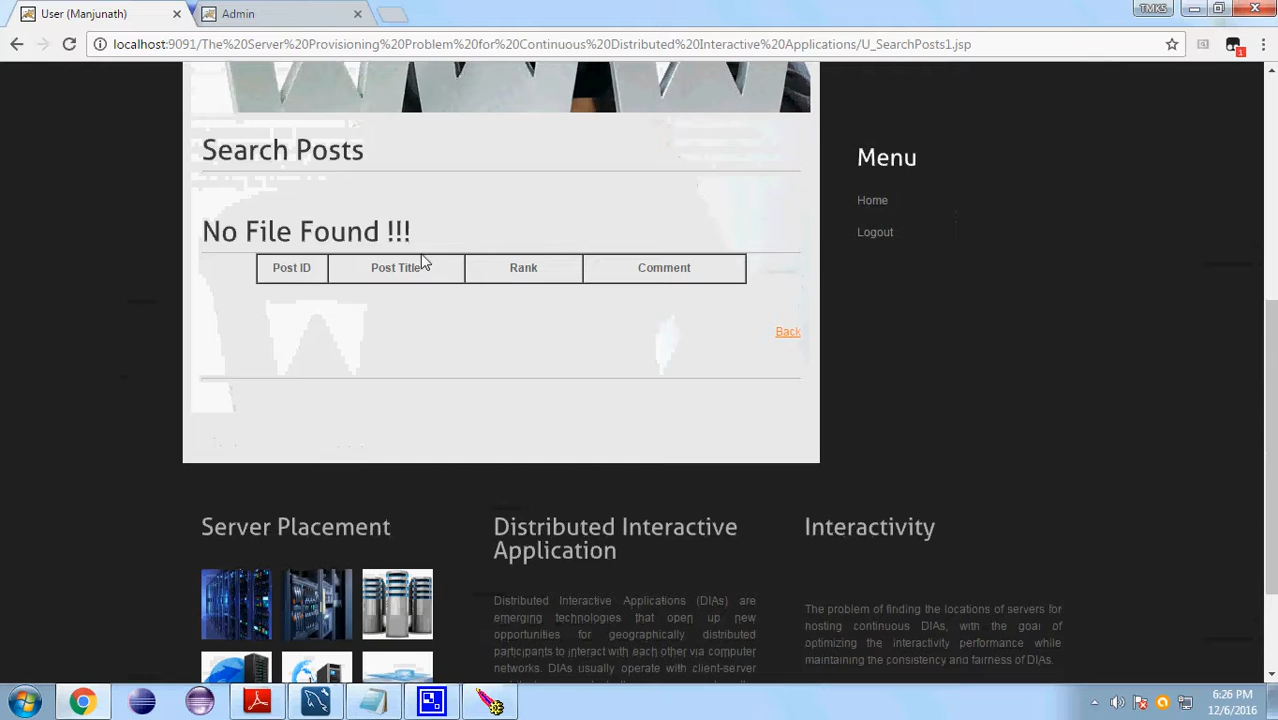 User (Manjunath)
Admin
TMKS
localhost:9091/The%20Server%20Provisioning%20Problem%20for%20Continuous%20Distributed%20Interactive%20Applications/U_SearchPosts1.jsp
1
Search Posts
Menu
Home
Logout
No File Found !!!
Post ID Post Title Rank Comment
Back
Server Placement
Distributed Interactive
Application
Interactivity
Distributed Interactive Applications (DIAs) are
emerging technologies that open up new
opportunities for geographically distributed
participants to interact with each other via computer
networks. DIAs usually operate with client-server
The problem of finding the locations of servers for
hosting continuous DIAs, with the goal of
optimizing the interactivity performance while
maintaining the consistency and fairness of DIAs.
6:26 PM
12/6/2016